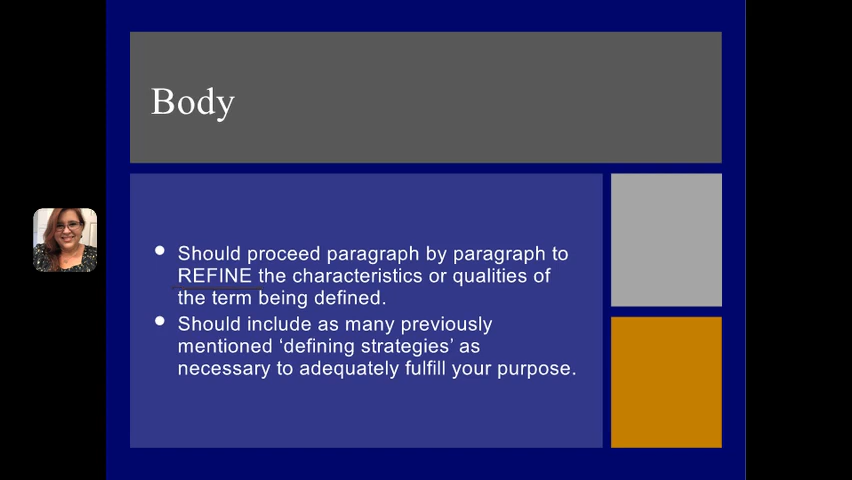 Body
• Should proceed paragraph by paragraph to
REFINE the characteristics or qualities of
the term being defined.
• Should include as many previously
mentioned ‘defining strategies’ as
necessary to adequately fulfill your purpose.